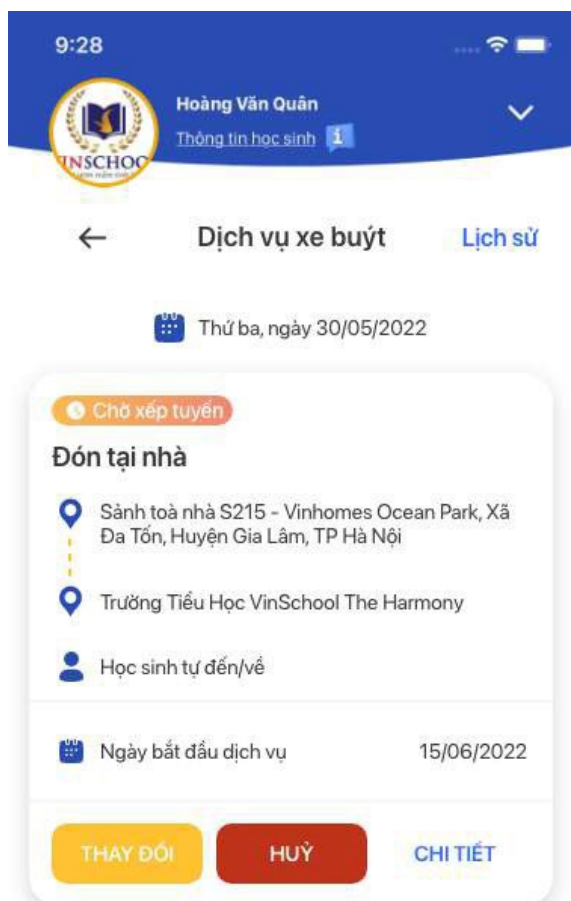 9:28
Hoàng Văn Quân
Thông tin học sinh
VINSCHOO
Dịch vụ xe buýt Lịch sử
Thứ ba, ngày 30/05/2022
Chờ xếp tuyến
Đón tại nhà
Sảnh toà nhà S215 - Vinhomes Ocean Park, Xã
Đa Tốn, Huyện Gia Lâm, TP Hà Nội
Trường Tiểu Học VinSchool The Harmony
Học sinh tự đến/về
Ngày bắt đầu dịch vụ 15/06/2022
THAY ĐỔI HUỶ CHI TIẾT